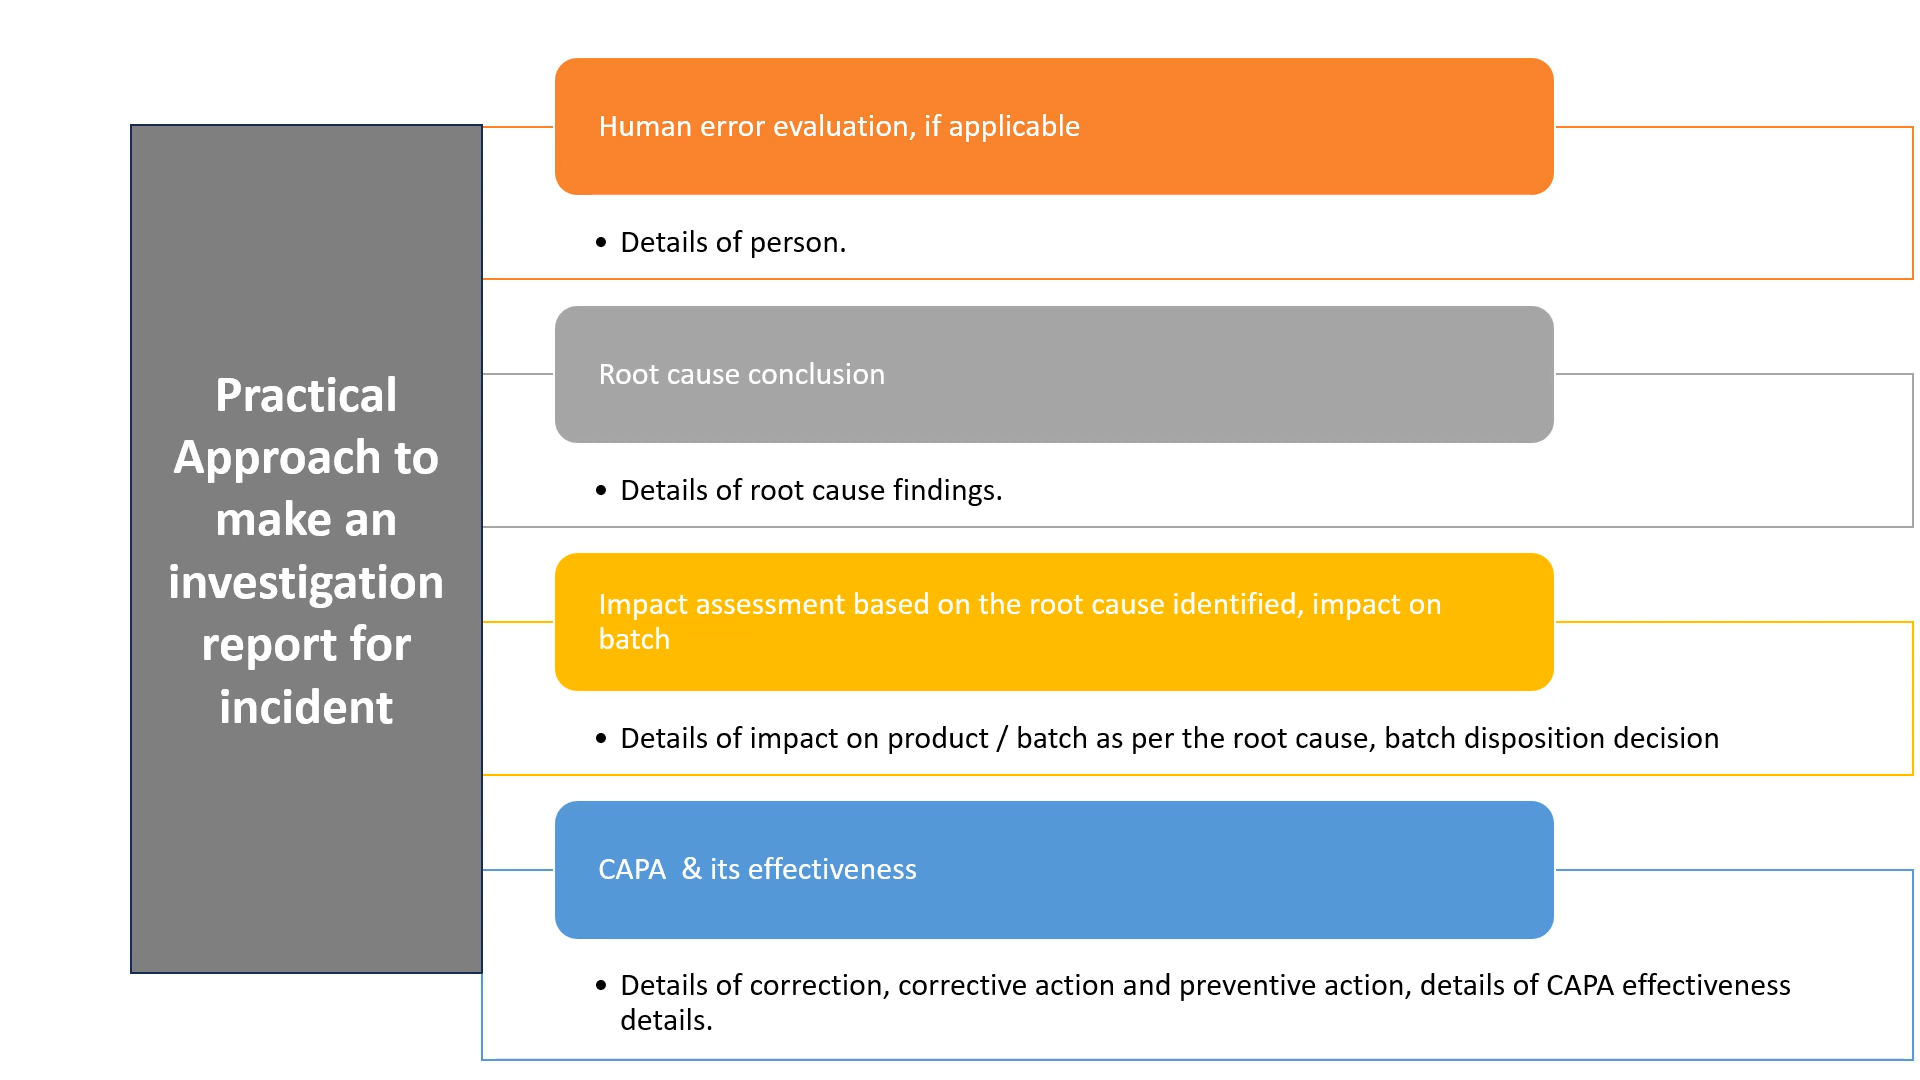 Practical
Approach to
make an
investigation
report for
incident
Human error evaluation, if applicable
• Details of person.
Root cause conclusion
• Details of root cause findings.
Impact assessment based on the root cause identified, impact on
batch
• Details of impact on product / batch as per the root cause, batch disposition decision
CAPA  & its effectiveness
• Details of correction, corrective action and preventive action, details of CAPA effectiveness
details.